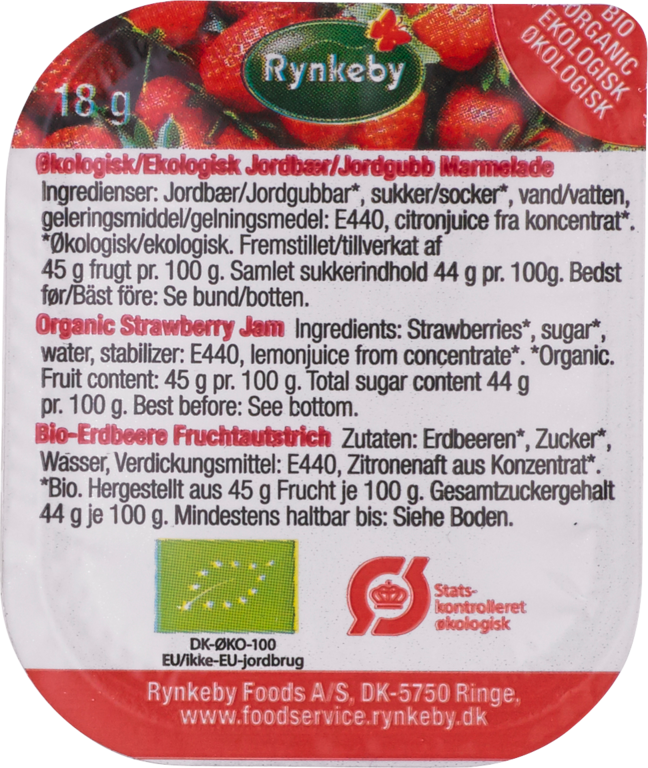 Rynkeby
18 g
BIO
ORGANIC
EKOLOGISK
ØKOLOGISK
Økologisk/Ekologisk Jordbær/Jordgubb Marmelade
Ingredienser: Jordbær/Jordgubbar*, sukker/socker*, vand/vatten,
geleringsmiddel/gelningsmedel: E440, citronjuice fra koncentrat*.
*Økologisk/ekologisk. Fremstillet/tillverkat af
45 g frugt pr. 100 g. Samlet sukkerindhold 44 g pr. 100g. Bedst
før/Bäst före: Se bund/botten.
Organic Strawberry Jam Ingredients: Strawberries*, sugar*,
water, stabilizer: E440, lemonjuice from concentrate*. *Organic.
Fruit content: 45 g pr. 100 g. Total sugar content 44 g
pr. 100 g. Best before: See bottom.
Bio-Erdbeere Fruchtautstrich Zutaten: Erdbeeren*, Zucker*,
Wasser, Verdickungsmittel: E440, Zitronenaft aus Konzentrat*.
*Bio. Hergestellt aus 45 g Frucht je 100 g. Gesamtzuckergehalt
44 g je 100 g. Mindestens haltbar bis: Siehe Boden.
Stats-
kontrolleret
økologisk
DK-ØKO-100
EU/ikke-EU-jordbrug
Rynkeby Foods A/S, DK-5750 Ringe,
www.foodservice.rynkeby.dk